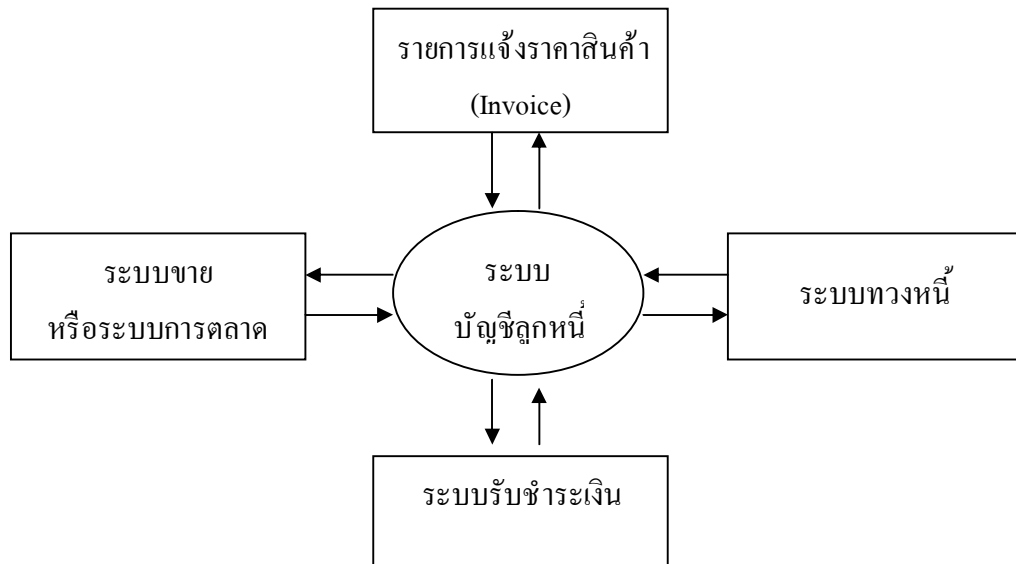 รายการแจ้งราคาสินค้า
(Invoice)
ระบบขาย
หรือระบบการตลาด
ระบบ
บัญชีลูกหนี้
ระบบทวงหนี้
ระบบรับชำระเงิน